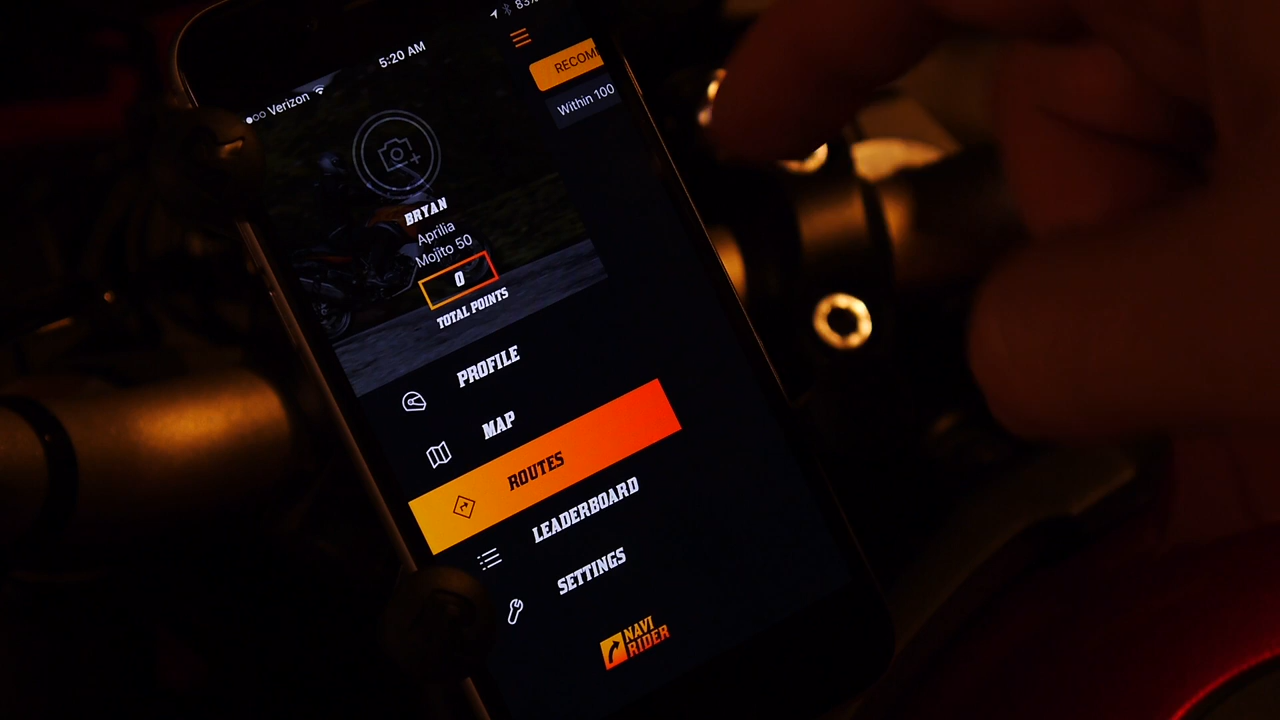 Verizon
5:20 AM
83%
RECOM
Within 100
BRYAN
Aprilia
Mojito 50
0
TOTAL POINTS
PROFILE
MAP
ROUTES
LEADERBOARD
SETTINGS
NAVI
RIDER